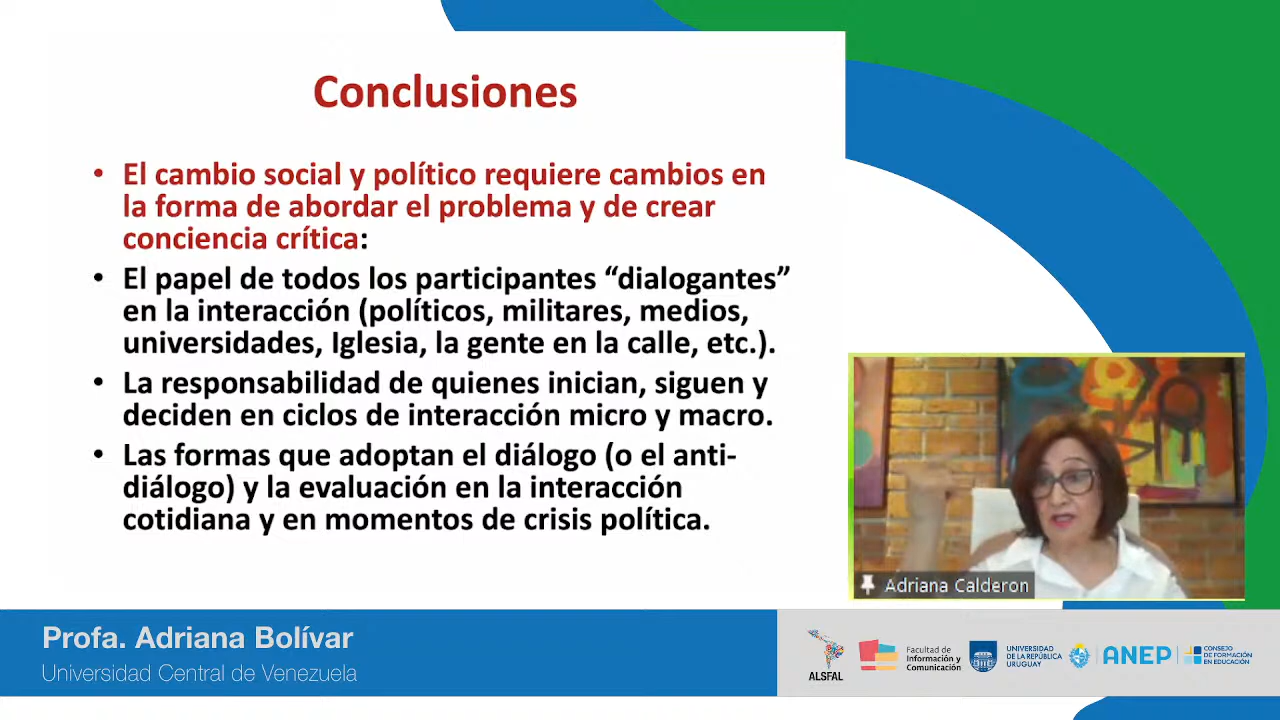 Conclusiones
• El cambio social y político requiere cambios en
la forma de abordar el problema y de crear
conciencia crítica:
• El papel de todos los participantes “dialogantes”
en la interacción (políticos, militares, medios,
universidades, Iglesia, la gente en la calle, etc.).
• La responsabilidad de quienes inician, siguen y
deciden en ciclos de interacción micro y macro.
• Las formas que adoptan el diálogo (o el anti-
diálogo) y la evaluación en la interacción
cotidiana y en momentos de crisis política.
Adriana Calderon
Profa. Adriana Bolívar
Universidad Central de Venezuela
ALSFAL
Facultad de
Información y
Comunicación
UNIVERSIDAD
DE LA REPÚBLICA
URUGUAY
ANEP
CONSEJO
DE FORMACIÓN
EN EDUCACIÓN